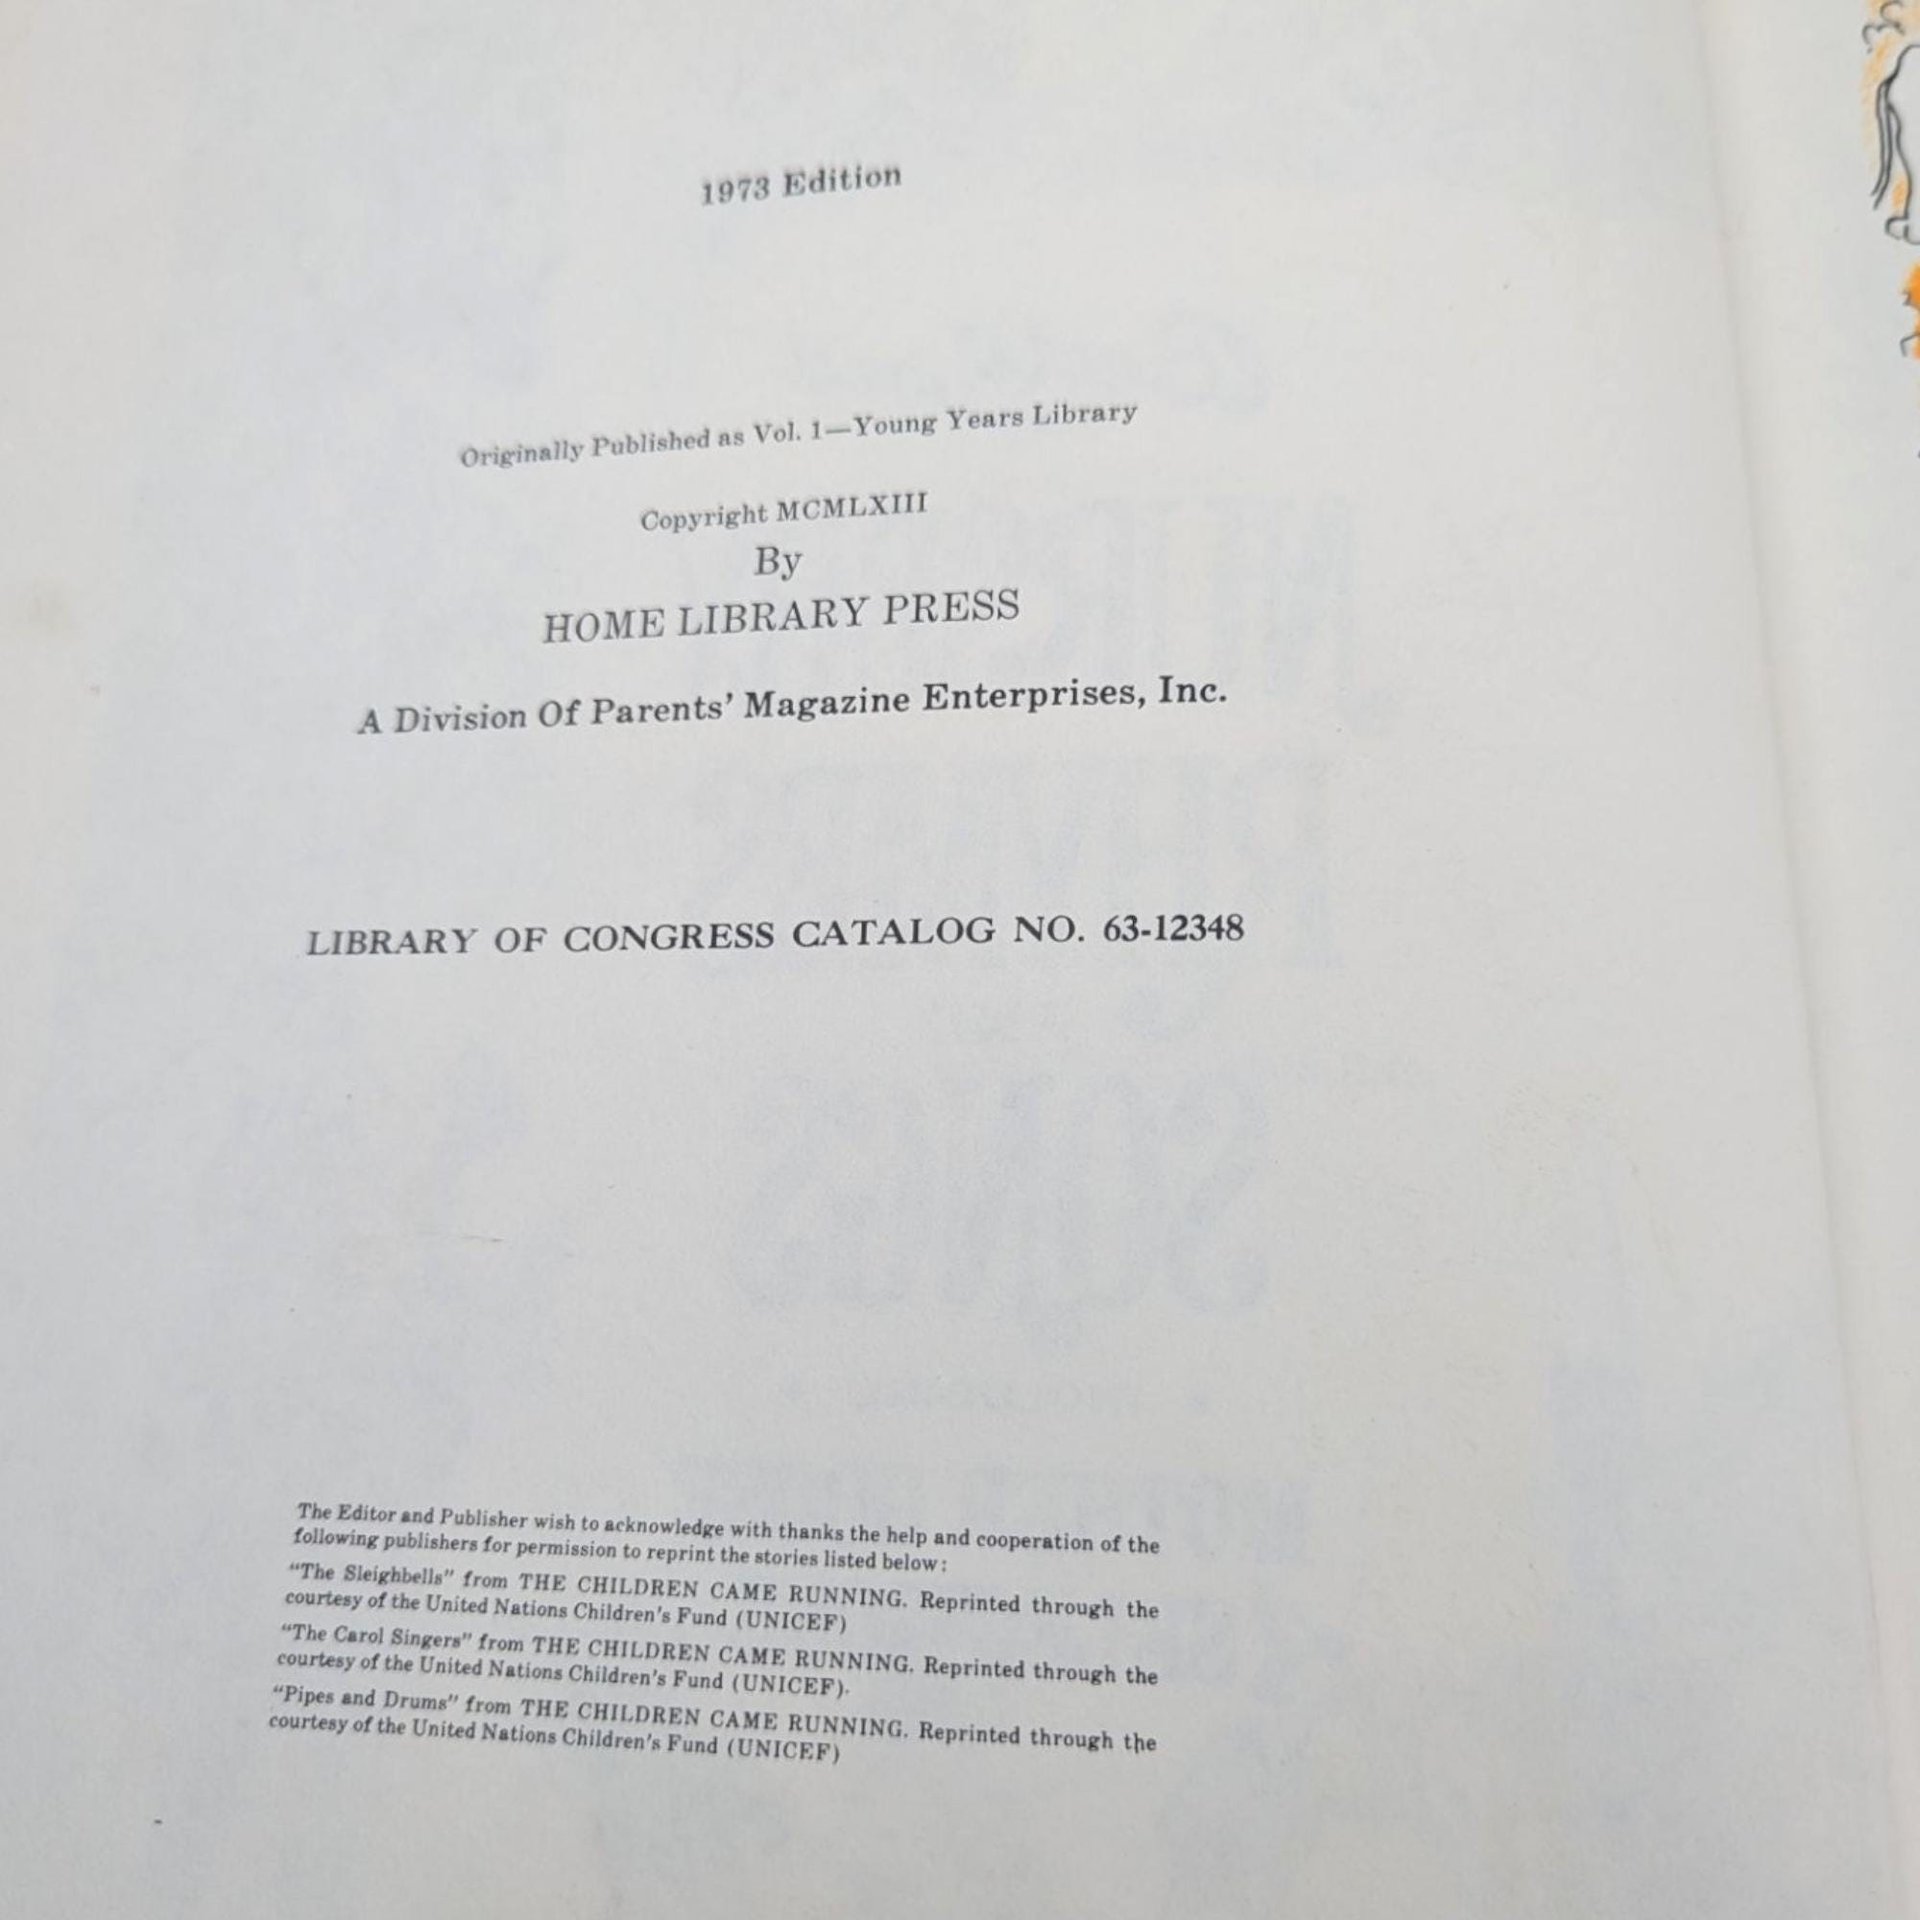 1973 Edition
Originally Published as Vol. 1—Young Years Library
Copyright MCMLXIII
By
HOME LIBRARY PRESS
A Division Of Parents' Magazine Enterprises, Inc.
LIBRARY OF CONGRESS CATALOG NO. 63-12348
The Editor and Publisher wish to acknowledge with thanks the help and cooperation of the
following publishers for permission to reprint the stories listed below:
"The Sleighbells" from THE CHILDREN CAME RUNNING. Reprinted through the
courtesy of the United Nations Children's Fund (UNICEF)
"The Carol Singers" from THE CHILDREN CAME RUNNING. Reprinted through the
courtesy of the United Nations Children's Fund (UNICEF).
"Pipes and Drums" from THE CHILDREN CAME RUNNING. Reprinted through the
courtesy of the United Nations Children's Fund (UNICEF)